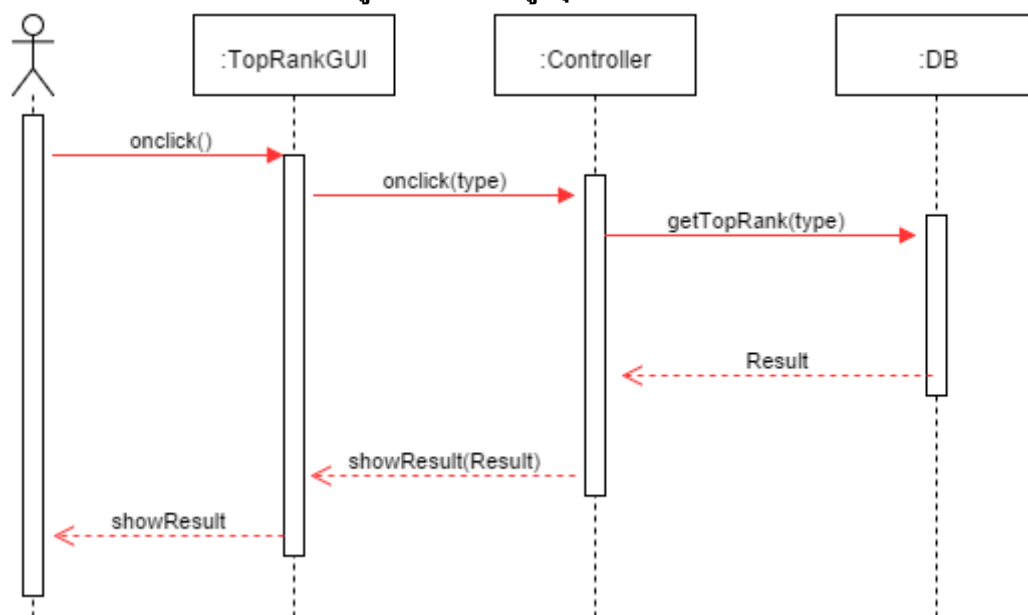 :TopRankGUI
:Controller
:DB
onclick()
onclick(type)
getTopRank(type)
Result
showResult(Result)
showResult